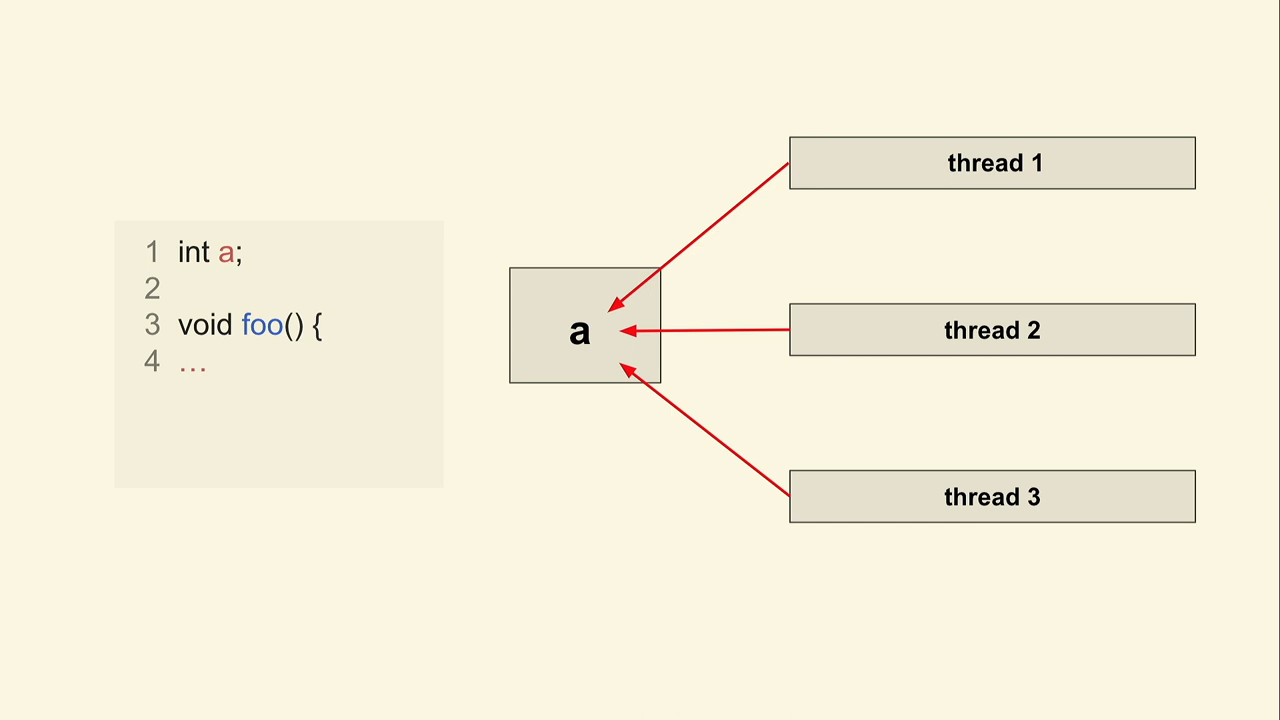 1 int a;
2
3 void foo() {
4 …
a
thread 1
thread 2
thread 3